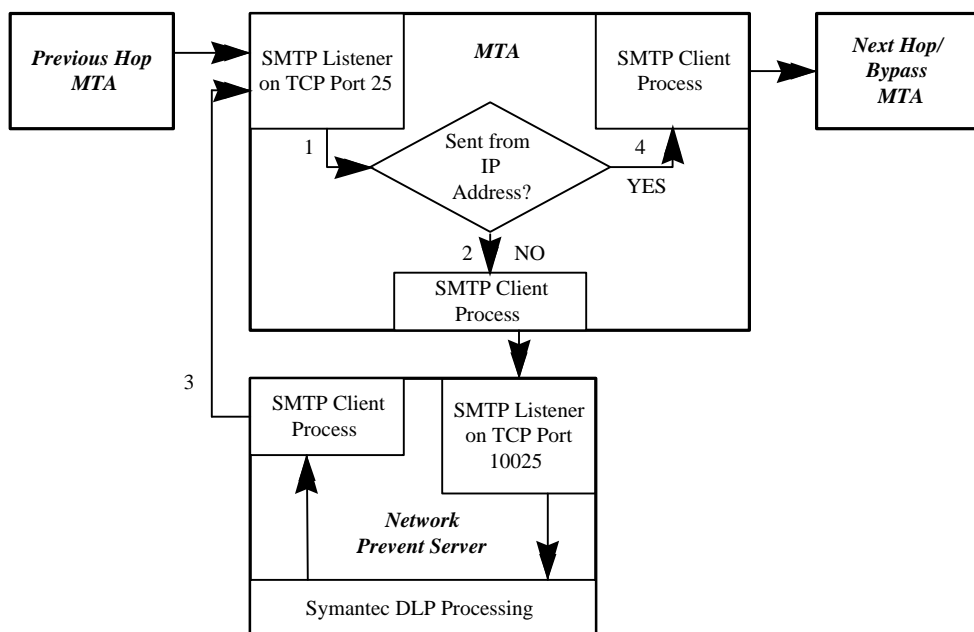 Previous Hop
MTA
SMTP Listener
on TCP Port 25
MTA
SMTP Client
Process
Next Hop/
Bypass
MTA
1
Sent from
IP
Address?
4
YES
2
NO
SMTP Client
Process
3
SMTP Client
Process
SMTP Listener
on TCP Port
10025
Network
Prevent Server
Symantec DLP Processing